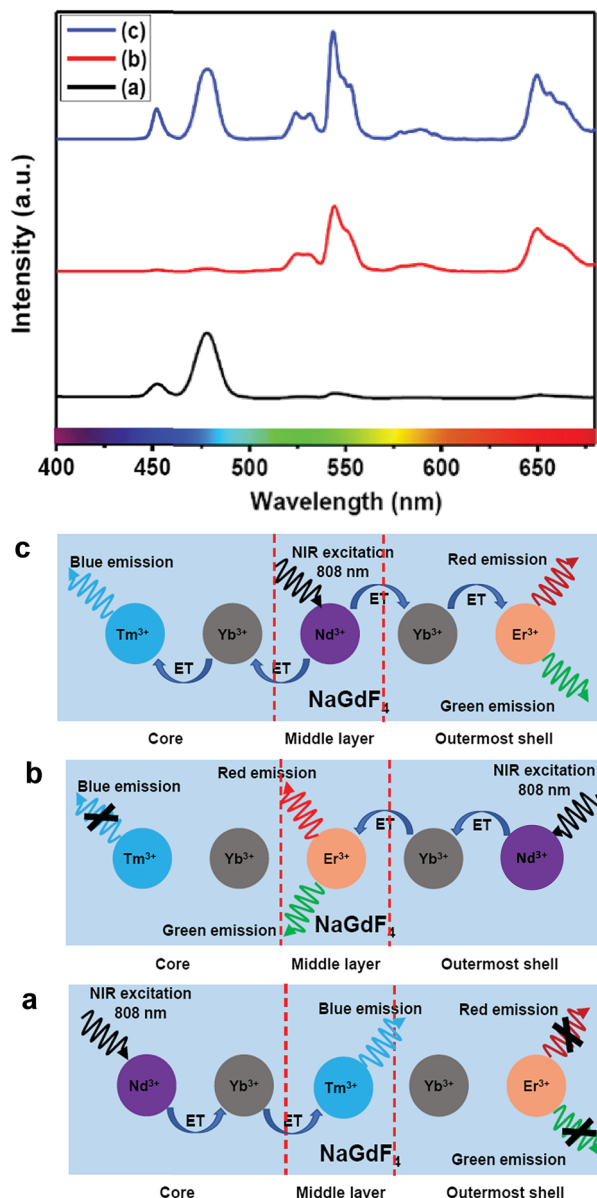 (c)
(b)
(a)
Intensity (a.u.)
400 450 500 550 600 650
Wavelength (nm)
c
Blue emission
NIR excitation
808 nm
Red emission
ET ET
Tm³⁺ Yb³⁺ Nd³⁺ Yb³⁺ Er³⁺
ET ET
NaGdF₄
Green emission
Core Middle layer Outermost shell
b
Blue emission
Red emission
NIR excitation
808 nm
ET ET
Tm³⁺ Yb³⁺ Er³⁺ Yb³⁺ Nd³⁺
Green emission
NaGdF₄
Core Middle layer Outermost shell
a
NIR excitation
808 nm
Blue emission
Red emission
Nd³⁺ Yb³⁺ Tm³⁺ Yb³⁺ Er³⁺
ET ET
NaGdF₄
Green emission
Core Middle layer Outermost shell